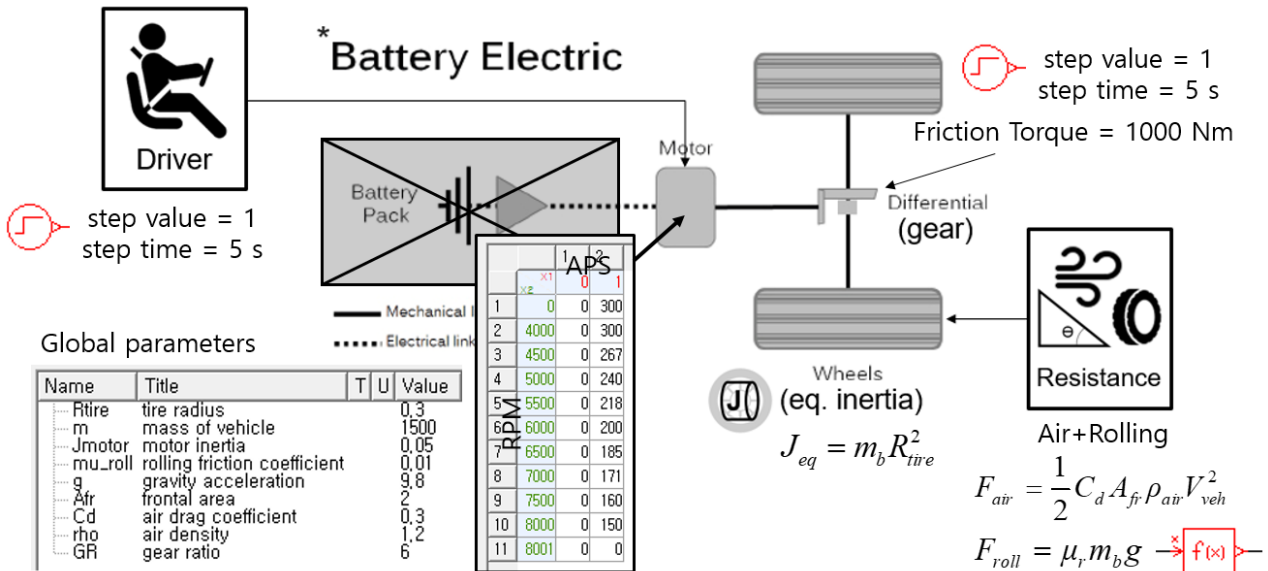 *Battery Electric
Driver
step value = 1
step time = 5 s
step value = 1
step time = 5 s
Friction Torque = 1000 Nm
Motor
Battery
Pack
Differential
(gear)
Mechanical l
Electrical link
APS
RPM
1 2
x1 0 1
x2
1 0 0 300
2 4000 0 300
3 4500 0 267
4 5000 0 240
5 5500 0 218
6 6000 0 200
7 6500 0 185
8 7000 0 171
9 7500 0 160
10 8000 0 150
11 8001 0 0
Wheels
(eq. inertia)
J
J_eq = m_b R²_tire
θ
Resistance
Air+Rolling
F_air = 1/2 C_d A_fr ρ_air V²_veh
F_roll = μ_r m_b g
x f(x)
Global parameters
Name Title T U Value
Rtire tire radius 0,3
m mass of vehicle 1500
Jmotor motor inertia 0,05
mu_roll rolling friction coefficient 0,01
g gravity acceleration 9,8
Afr frontal area 2
Cd air drag coefficient 0,3
rho air density 1,2
GR gear ratio 6